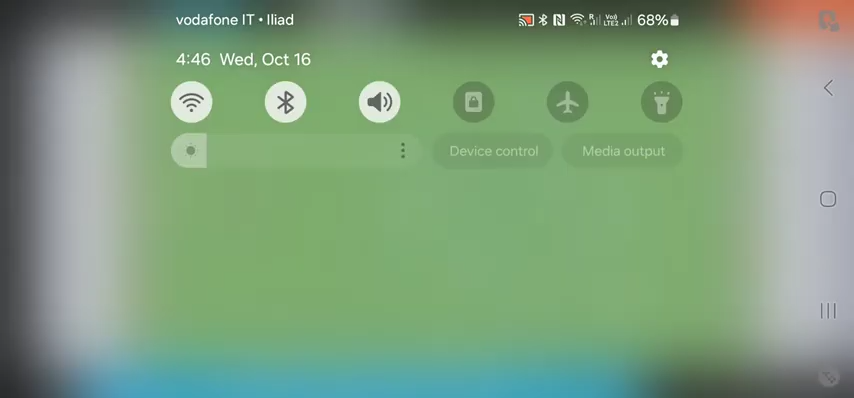 vodafone IT • Iliad
68%
4:46 Wed, Oct 16
Device control
Media output